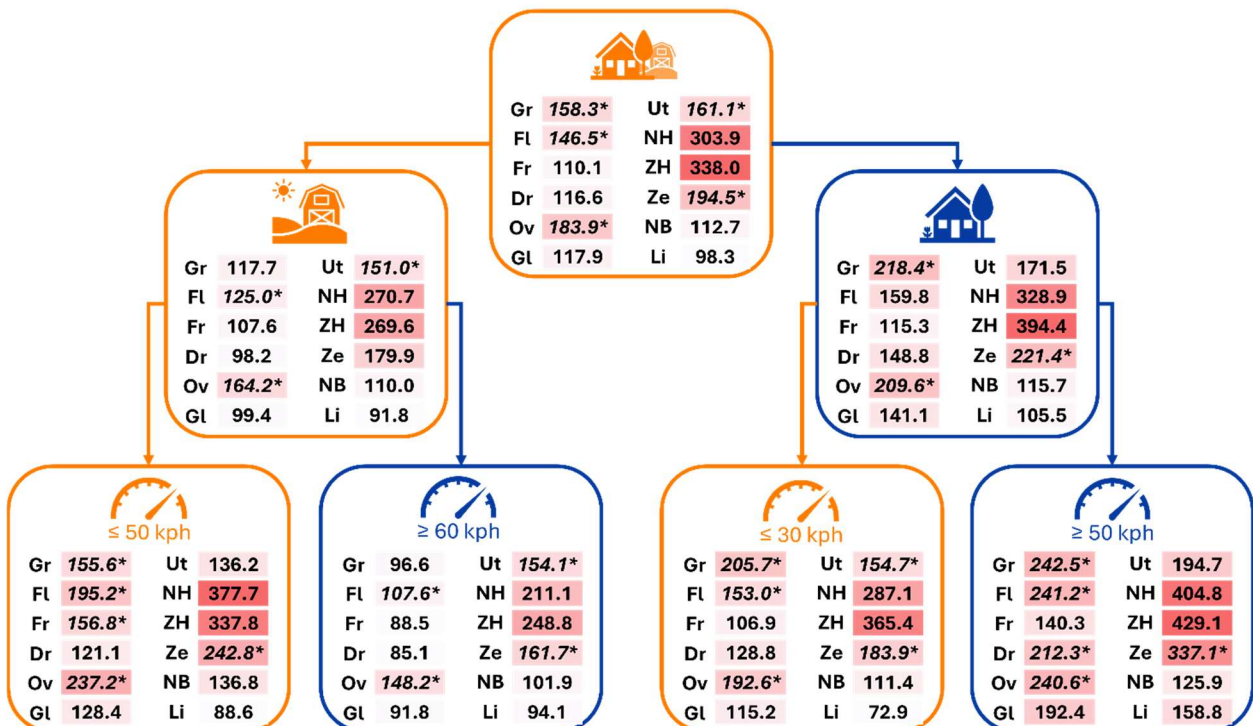 Gr 158.3* Ut 161.1*
Fl 146.5* NH 303.9
Fr 110.1 ZH 338.0
Dr 116.6 Ze 194.5*
Ov 183.9* NB 112.7
Gl 117.9 Li 98.3
Gr 117.7 Ut 151.0*
Fl 125.0* NH 270.7
Fr 107.6 ZH 269.6
Dr 98.2 Ze 179.9
Ov 164.2* NB 110.0
Gl 99.4 Li 91.8
Gr 218.4* Ut 171.5
Fl 159.8 NH 328.9
Fr 115.3 ZH 394.4
Dr 148.8 Ze 221.4*
Ov 209.6* NB 115.7
Gl 141.1 Li 105.5
≤ 50 kph
Gr 155.6* Ut 136.2
Fl 195.2* NH 377.7
Fr 156.8* ZH 337.8
Dr 121.1 Ze 242.8*
Ov 237.2* NB 136.8
Gl 128.4 Li 88.6
≥ 60 kph
Gr 96.6 Ut 154.1*
Fl 107.6* NH 211.1
Fr 88.5 ZH 248.8
Dr 85.1 Ze 161.7*
Ov 148.2* NB 101.9
Gl 91.8 Li 94.1
≤ 30 kph
Gr 205.7* Ut 154.7*
Fl 153.0* NH 287.1
Fr 106.9 ZH 365.4
Dr 128.8 Ze 183.9*
Ov 192.6* NB 111.4
Gl 115.2 Li 72.9
≥ 50 kph
Gr 242.5* Ut 194.7
Fl 241.2* NH 404.8
Fr 140.3 ZH 429.1
Dr 212.3* Ze 337.1*
Ov 240.6* NB 125.9
Gl 192.4 Li 158.8